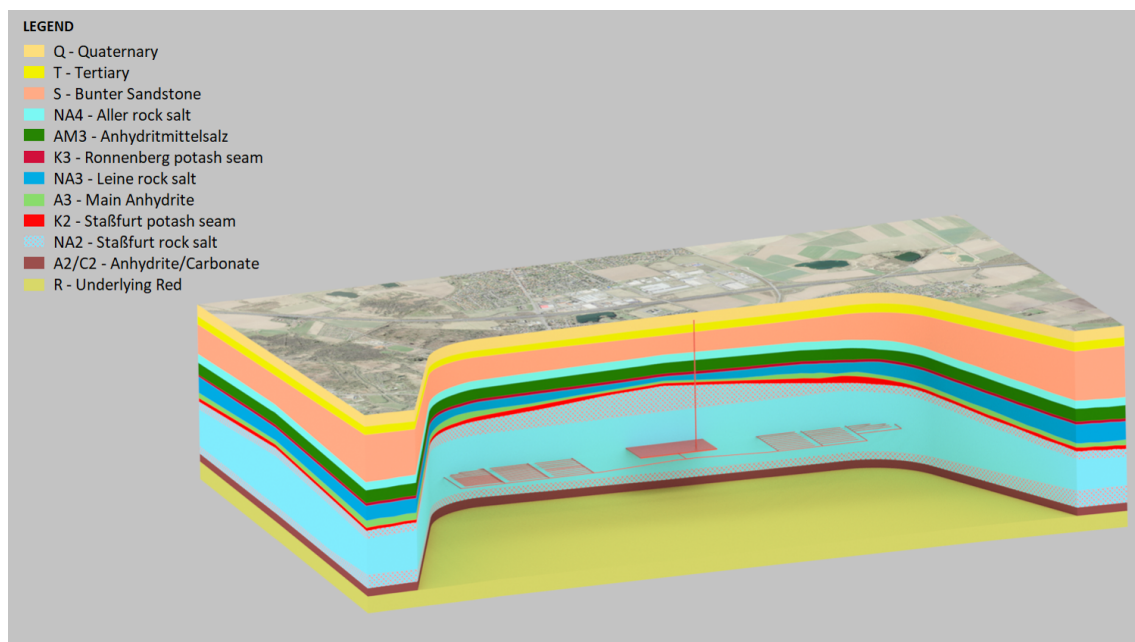 LEGEND
Q - Quaternary
T - Tertiary
S - Bunter Sandstone
NA4 - Aller rock salt
AM3 - Anhydritmittelsalz
K3 - Ronnenberg potash seam
NA3 - Leine rock salt
A3 - Main Anhydrite
K2 - Staßfurt potash seam
NA2 - Staßfurt rock salt
A2/C2 - Anhydrite/Carbonate
R - Underlying Red